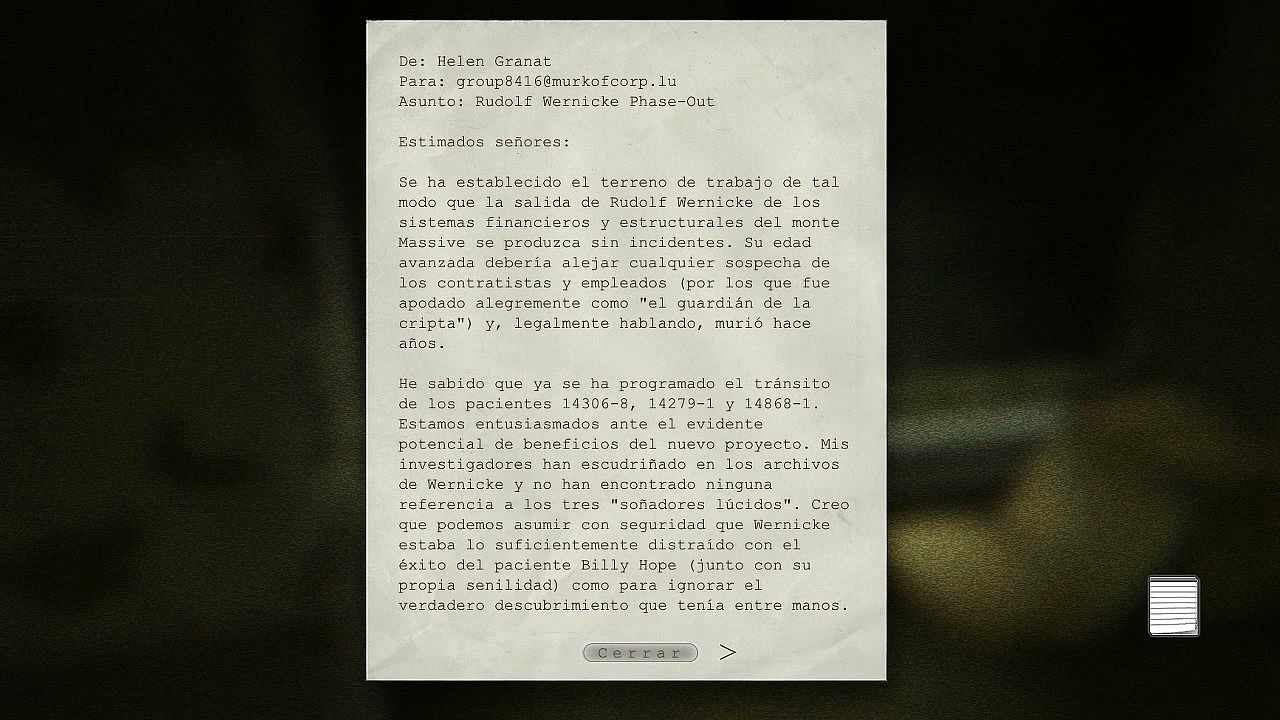 De: Helen Granat
Para: group8416@murkofcorp.lu
Asunto: Rudolf Wernicke Phase-Out
Estimados señores:
Se ha establecido el terreno de trabajo de tal
modo que la salida de Rudolf Wernicke de los
sistemas financieros y estructurales del monte
Massive se produzca sin incidentes. Su edad
avanzada debería alejar cualquier sospecha de
los contratistas y empleados (por los que fue
apodado alegremente como "el guardián de la
cripta") y, legalmente hablando, murió hace
años.
He sabido que ya se ha programado el tránsito
de los pacientes 14306-8, 14279-1 y 14868-1.
Estamos entusiasmados ante el evidente
potencial de beneficios del nuevo proyecto. Mis
investigadores han escudriñado en los archivos
de Wernicke y no han encontrado ninguna
referencia a los tres "soñadores lúcidos". Creo
que podemos asumir con seguridad que Wernicke
estaba lo suficientemente distraído con el
éxito del paciente Billy Hope (junto con su
propia senilidad) como para ignorar el
verdadero descubrimiento que tenía entre manos.
Cerrar >